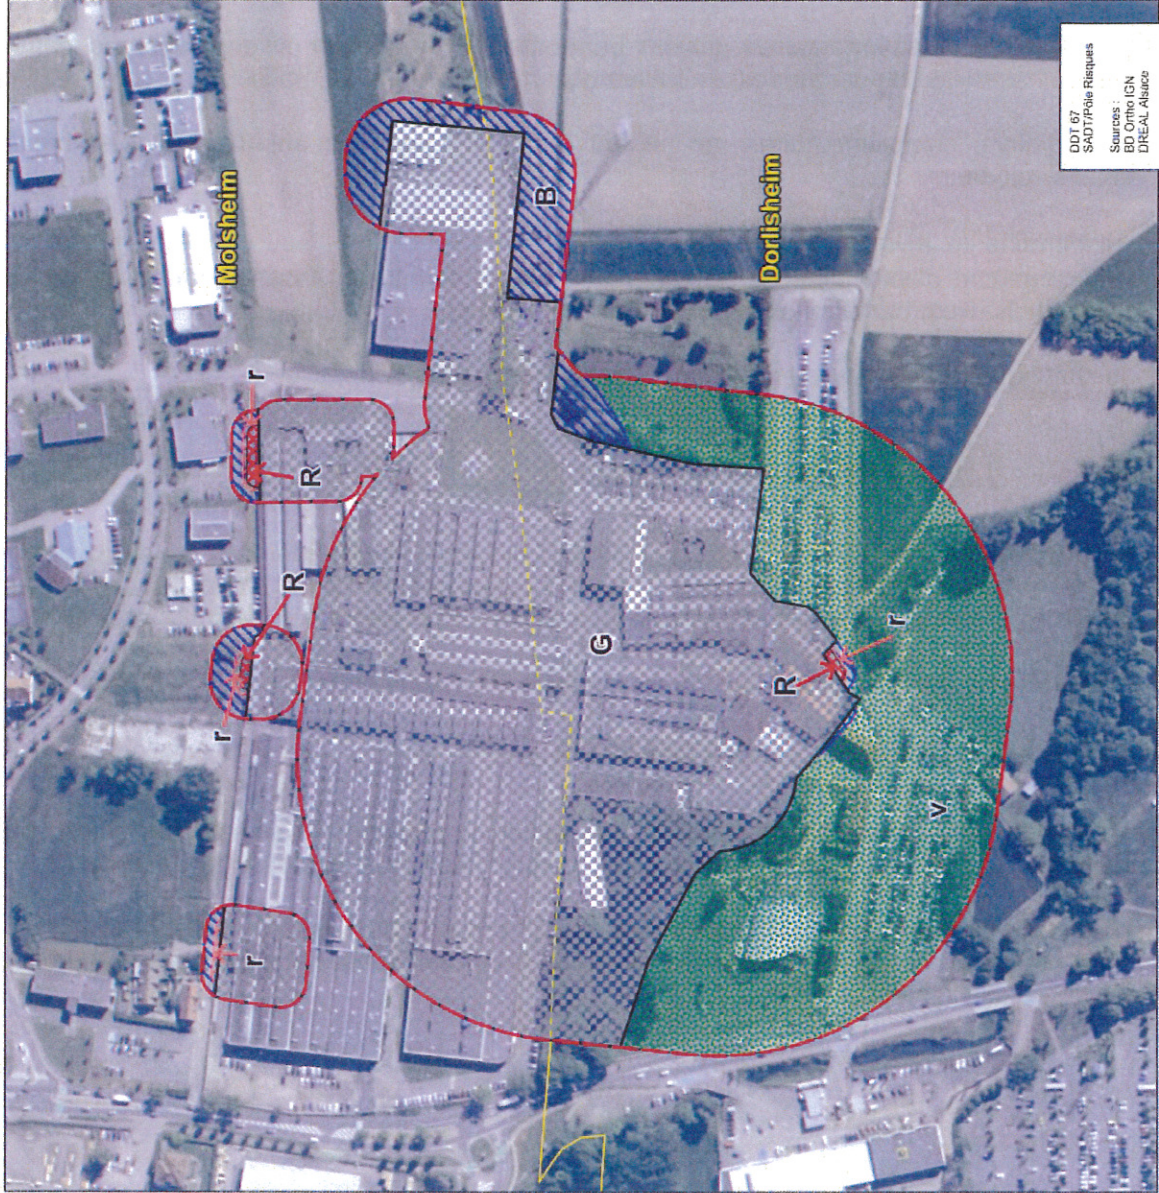 Molsheim
r
R
R
r
r
B
G
Dorlisheim
R
r
v
DDT 67
SADT/Pôle Risques
Sources :
BD Ortho IGN
DREAL Alsace